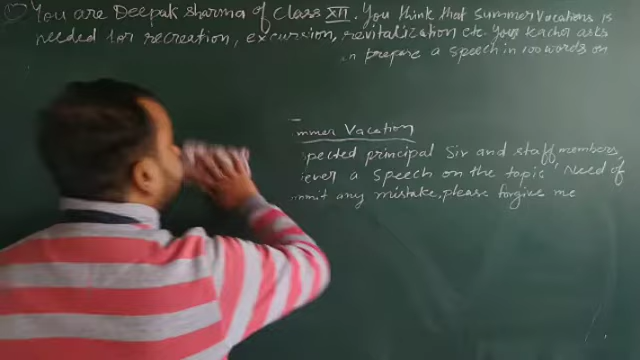 You are Deepak Sharma of Class XII. You think that Summer Vacations is
needed for recreation, excursion, revitalization etc. Your teacher asks
prepare a speech in 100 words on
mmer Vacation
spected principal Sir and staff members
a speech on the topic 'Need of
any mistake, please forgive me